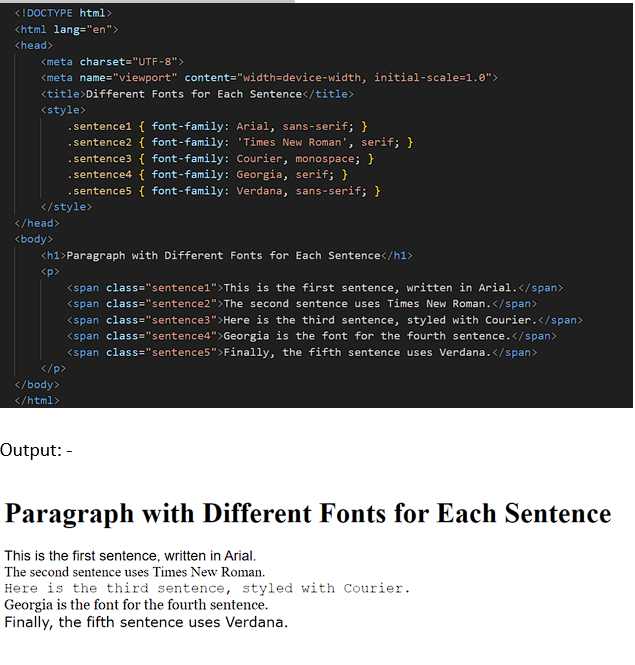 <!DOCTYPE html>
<html lang="en">
<head>
    <meta charset="UTF-8">
    <meta name="viewport" content="width=device-width, initial-scale=1.0">
    <title>Different Fonts for Each Sentence</title>
    <style>
        .sentence1 { font-family: Arial, sans-serif; }
        .sentence2 { font-family: 'Times New Roman', serif; }
        .sentence3 { font-family: Courier, monospace; }
        .sentence4 { font-family: Georgia, serif; }
        .sentence5 { font-family: Verdana, sans-serif; }
    </style>
</head>
<body>
    <h1>Paragraph with Different Fonts for Each Sentence</h1>
    <p>
        <span class="sentence1">This is the first sentence, written in Arial.</span>
        <span class="sentence2">The second sentence uses Times New Roman.</span>
        <span class="sentence3">Here is the third sentence, styled with Courier.</span>
        <span class="sentence4">Georgia is the font for the fourth sentence.</span>
        <span class="sentence5">Finally, the fifth sentence uses Verdana.</span>
    </p>
</body>
</html>
Output: -
Paragraph with Different Fonts for Each Sentence
This is the first sentence, written in Arial.
The second sentence uses Times New Roman.
Here is the third sentence, styled with Courier.
Georgia is the font for the fourth sentence.
Finally, the fifth sentence uses Verdana.